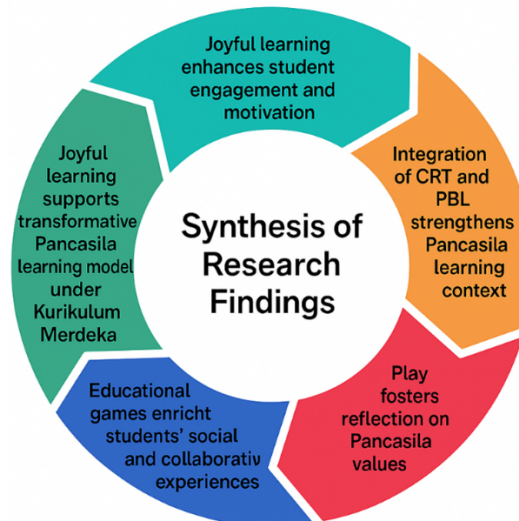 Joyful learning
enhances student
engagement and
motivation
Integration
of CRT and
PBL
strengthens
Pancasila
learning
context
Play
fosters
reflection on
Pancasila
values
Educational
games enricht
students' social
and collaborativ
experiences
Joyful
learning
supports
transformative
Pancasila
learning model
under
Kurikulum
Merdeka
Synthesis of
Research
Findings